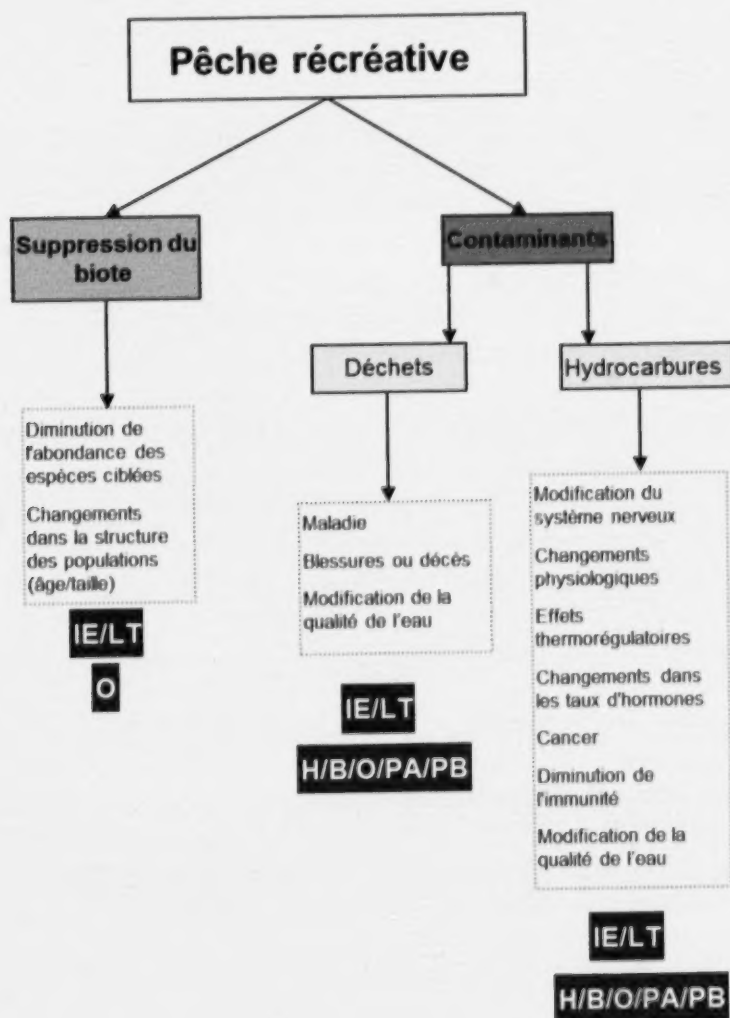 Pêche récréative
Suppression du
biote
Contaminants
Déchets
Hydrocarbures
Diminution de
l'abondance des
espèces ciblées
Changements
dans la structure
des populations
(âge/taille)
IE/LT
O
Maladie
Blessures ou décès
Modification de la
qualité de l'eau
IE/LT
H/B/O/PA/PB
Modification du
système nerveux
Changements
physiologiques
Effets
thermorégulatoires
Changements dans
les taux d'hormones
Cancer
Diminution de
l'immunité
Modification de la
qualité de l'eau
IE/LT
H/B/O/PA/PB